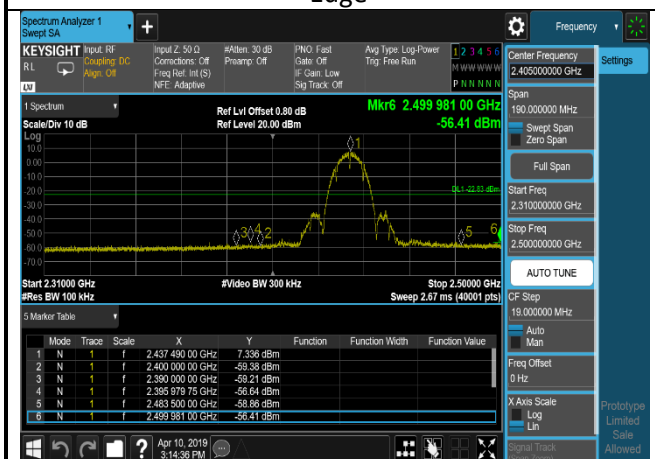 Edge
Spectrum Analyzer 1
Swept SA
Frequency
KEYSIGHT
RL
Input: RF
Coupling: DC
Align: Off
Input Z: 50 Ω
Corrections: Off
Freq Ref: Int (S)
NFE: Adaptive
#Atten: 30 dB
Preamp: Off
PNO: Fast
Gate: Off
IF Gain: Low
Sig Track: Off
Avg Type: Log-Power
Trig: Free Run
1 2 3 4 5 6
M W W W W W
P N N N N N
1 Spectrum
Scale/Div 10 dB
Ref Lvl Offset 0.80 dB
Ref Level 20.00 dBm
Mkr6 2.499 981 00 GHz
-56.41 dBm
Log
10.0
0.00
-10.0
-20.0
-30.0
-40.0
-50.0
-60.0
-70.0
1
DL1 -22.83 dBm
3 4 2
5 6
Start 2.31000 GHz
#Video BW 300 kHz
Stop 2.50000 GHz
#Res BW 100 kHz
Sweep 2.67 ms (40001 pts)
5 Marker Table
Mode Trace Scale X Y Function Function Width Function Value
1 N 1 f 2.437 490 00 GHz 7.336 dBm
2 N 1 f 2.400 000 00 GHz -59.38 dBm
3 N 1 f 2.390 000 00 GHz -59.21 dBm
4 N 1 f 2.395 979 75 GHz -56.64 dBm
5 N 1 f 2.483 500 00 GHz -58.86 dBm
6 N 1 f 2.499 981 00 GHz -56.41 dBm
Apr 10, 2019
3:14:36 PM
Center Frequency
2.405000000 GHz
Settings
Span
190.000000 MHz
Swept Span
Zero Span
Full Span
Start Freq
2.310000000 GHz
Stop Freq
2.500000000 GHz
AUTO TUNE
CF Step
19.000000 MHz
Auto
Man
Freq Offset
0 Hz
X Axis Scale
Log
Lin
Signal Track
Prototype
Limited
Sale
Allowed